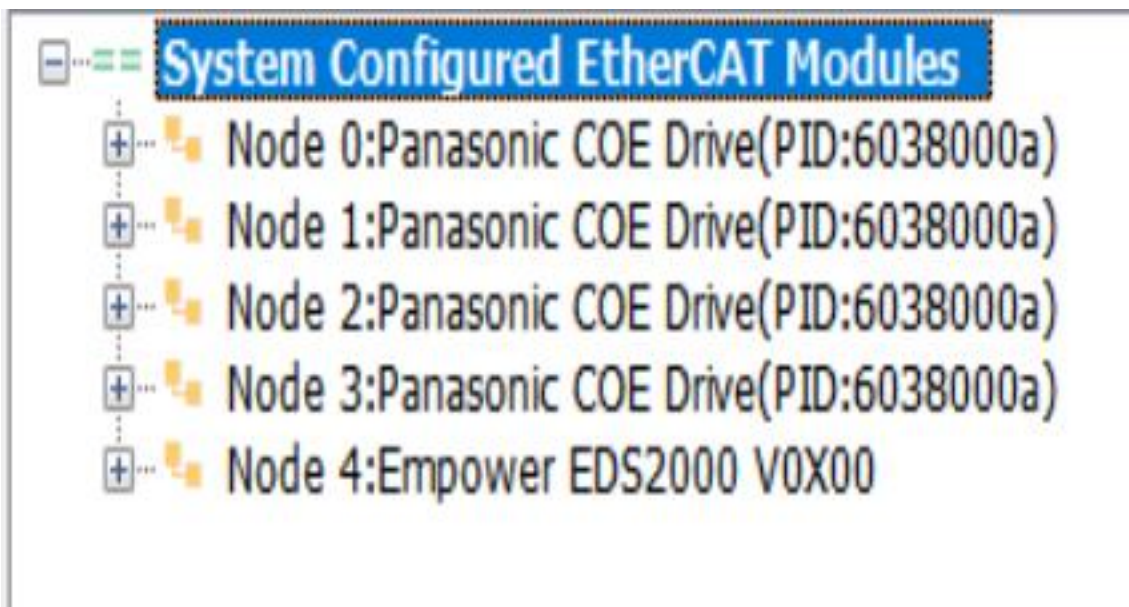 System Configured EtherCAT Modules
Node 0:Panasonic COE Drive(PID:6038000a)
Node 1:Panasonic COE Drive(PID:6038000a)
Node 2:Panasonic COE Drive(PID:6038000a)
Node 3:Panasonic COE Drive(PID:6038000a)
Node 4:Empower EDS2000 V0X00